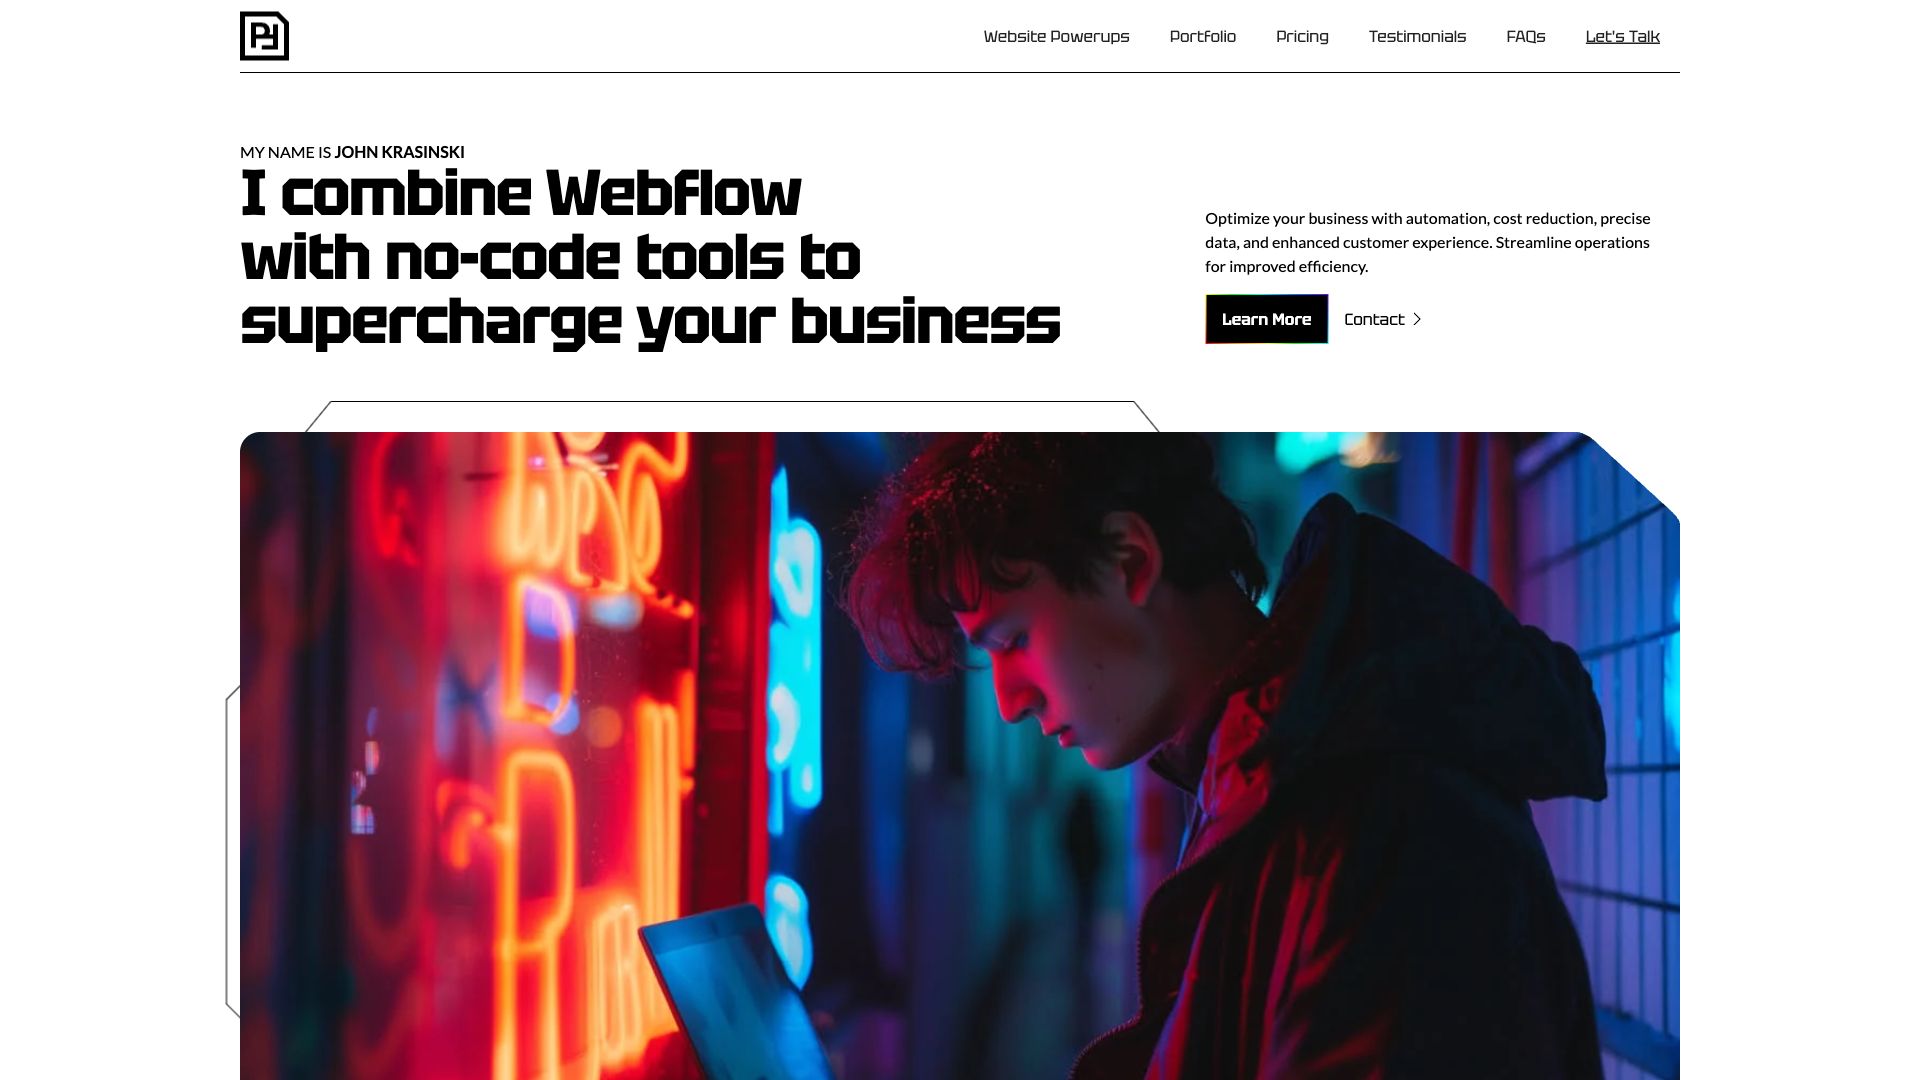 Website Powerups
Portfolio
Pricing
Testimonials
FAQs
Let's Talk
MY NAME IS JOHN KRASINSKI
I combine Webflow
with no-code tools to
supercharge your business
Optimize your business with automation, cost reduction, precise
data, and enhanced customer experience. Streamline operations
for improved efficiency.
Learn More
Contact